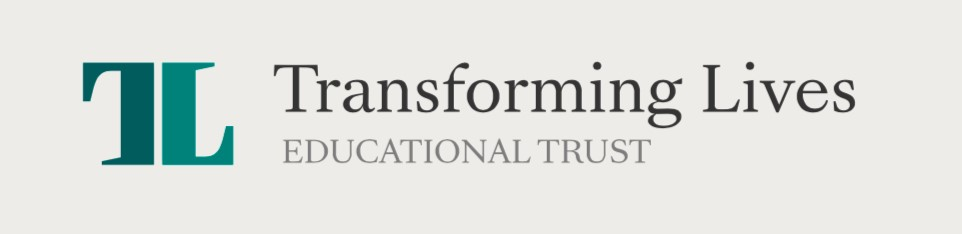 TL
Transforming Lives
EDUCATIONAL TRUST